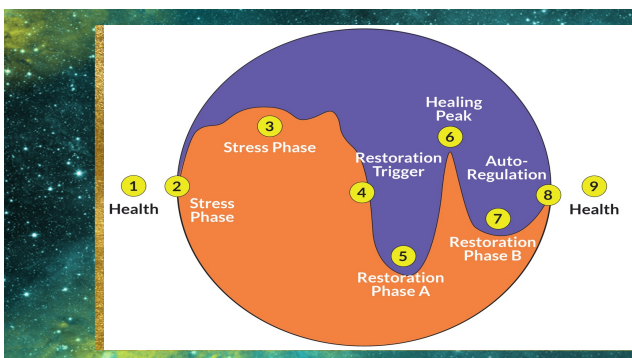 1
Health
2
Stress
Phase
3
Stress Phase
4
Restoration
Trigger
5
Restoration
Phase A
Healing
Peak
6
7
Restoration
Phase B
Auto-
Regulation
8
9
Health